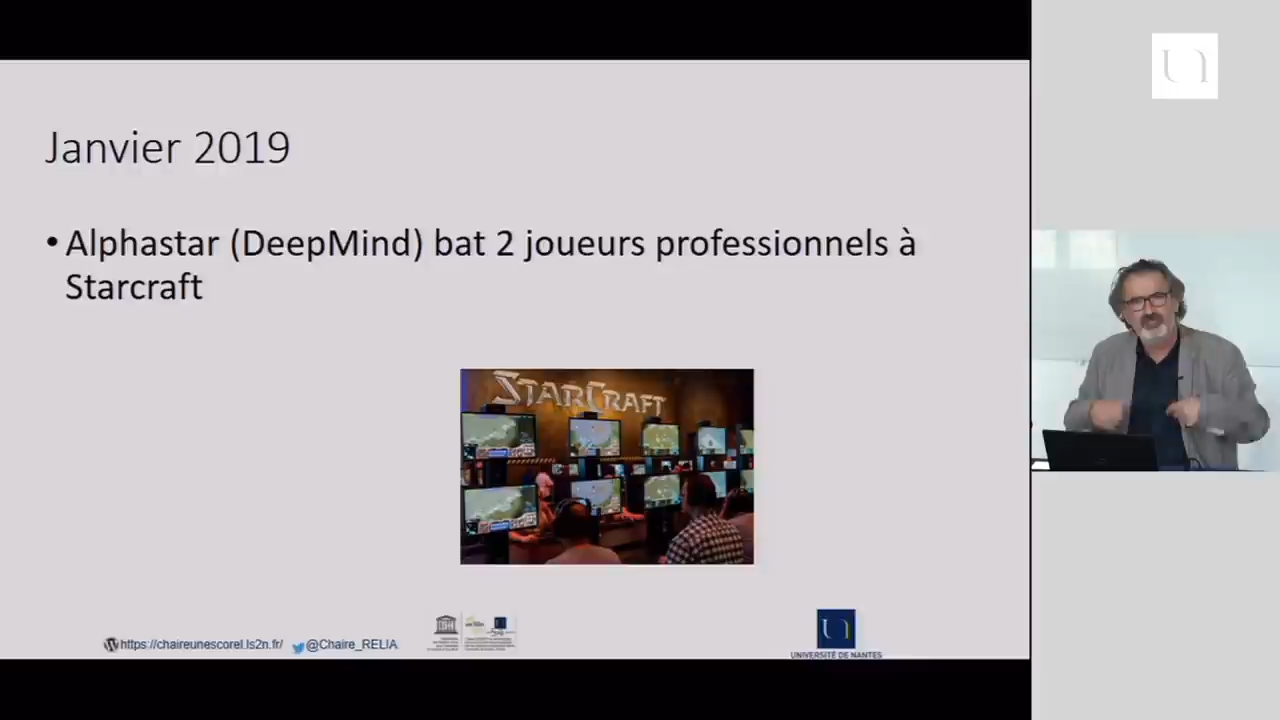 Janvier 2019
• Alphastar (DeepMind) bat 2 joueurs professionnels à
Starcraft
STARCRAFT
https://chaireunescorel.ls2n.fr/ @Chaire_RELIA
UNIVERSITÉ DE NANTES